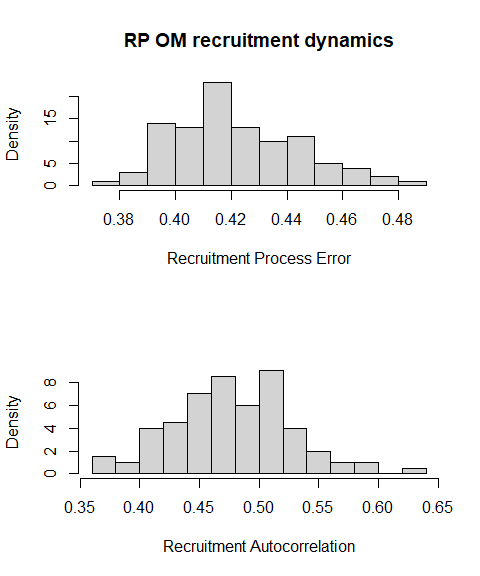 RP OM recruitment dynamics
Density
15
5
0
0.38 0.40 0.42 0.44 0.46 0.48
Recruitment Process Error
Density
8
6
4
2
0
0.35 0.40 0.45 0.50 0.55 0.60 0.65
Recruitment Autocorrelation